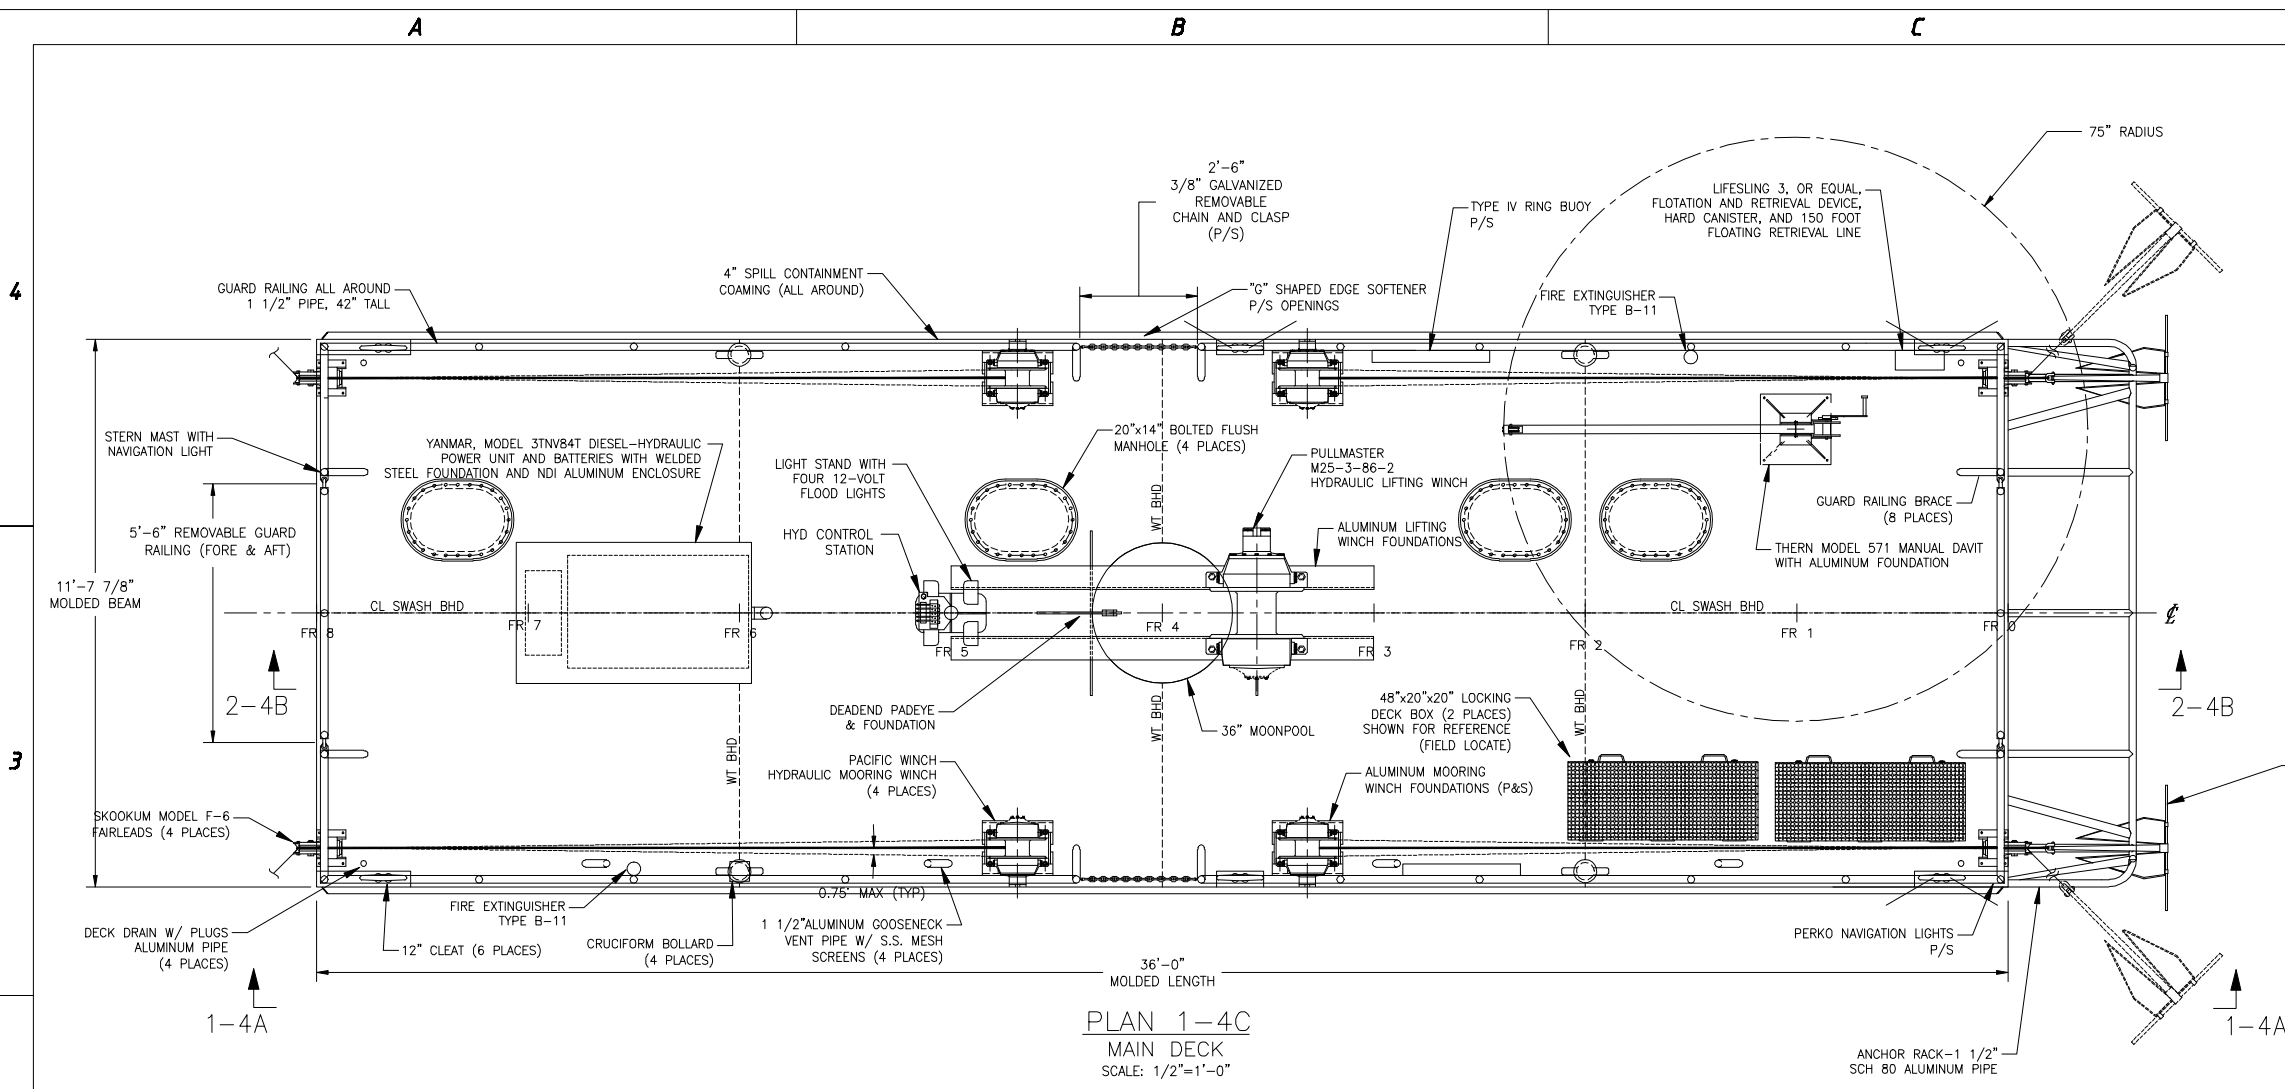 A
B
C
4
3
75" RADIUS
2'-6"
3/8" GALVANIZED
REMOVABLE
CHAIN AND CLASP
(P/S)
TYPE IV RING BUOY
P/S
LIFESLING 3, OR EQUAL,
FLOTATION AND RETRIEVAL DEVICE,
HARD CANISTER, AND 150 FOOT
FLOATING RETRIEVAL LINE
GUARD RAILING ALL AROUND
1 1/2" PIPE, 42" TALL
4" SPILL CONTAINMENT
COAMING (ALL AROUND)
"G" SHAPED EDGE SOFTENER
P/S OPENINGS
FIRE EXTINGUISHER
TYPE B-11
STERN MAST WITH
NAVIGATION LIGHT
YANMAR, MODEL 3TNV84T DIESEL-HYDRAULIC
POWER UNIT AND BATTERIES WITH WELDED
STEEL FOUNDATION AND NDI ALUMINUM ENCLOSURE
LIGHT STAND WITH
FOUR 12-VOLT
FLOOD LIGHTS
20"x14" BOLTED FLUSH
MANHOLE (4 PLACES)
PULLMASTER
M25-3-86-2
HYDRAULIC LIFTING WINCH
GUARD RAILING BRACE
(8 PLACES)
5'-6" REMOVABLE GUARD
RAILING (FORE & AFT)
HYD CONTROL
STATION
WT BHD
ALUMINUM LIFTING
WINCH FOUNDATIONS
THERN MODEL 571 MANUAL DAVIT
WITH ALUMINUM FOUNDATION
11'-7 7/8"
MOLDED BEAM
CL SWASH BHD
CL SWASH BHD
FR 8
FR 7
FR 6
FR 5
FR 4
FR 3
FR 2
FR 1
FR 0
℄
2-4B
2-4B
DEADEND PADEYE
& FOUNDATION
36" MOONPOOL
48"x20"x20" LOCKING
DECK BOX (2 PLACES)
SHOWN FOR REFERENCE
(FIELD LOCATE)
WT BHD
WT BHD
WT BHD
PACIFIC WINCH
HYDRAULIC MOORING WINCH
(4 PLACES)
ALUMINUM MOORING
WINCH FOUNDATIONS (P&S)
SKOOKUM MODEL F-6
FAIRLEADS (4 PLACES)
0.75' MAX (TYP)
FIRE EXTINGUISHER
TYPE B-11
DECK DRAIN W/ PLUGS
ALUMINUM PIPE
(4 PLACES)
12" CLEAT (6 PLACES)
CRUCIFORM BOLLARD
(4 PLACES)
1 1/2"ALUMINUM GOOSENECK
VENT PIPE W/ S.S. MESH
SCREENS (4 PLACES)
PERKO NAVIGATION LIGHTS
P/S
36'-0"
MOLDED LENGTH
1-4A
1-4A
PLAN 1-4C
MAIN DECK
SCALE: 1/2"=1'-0"
ANCHOR RACK-1 1/2"
SCH 80 ALUMINUM PIPE